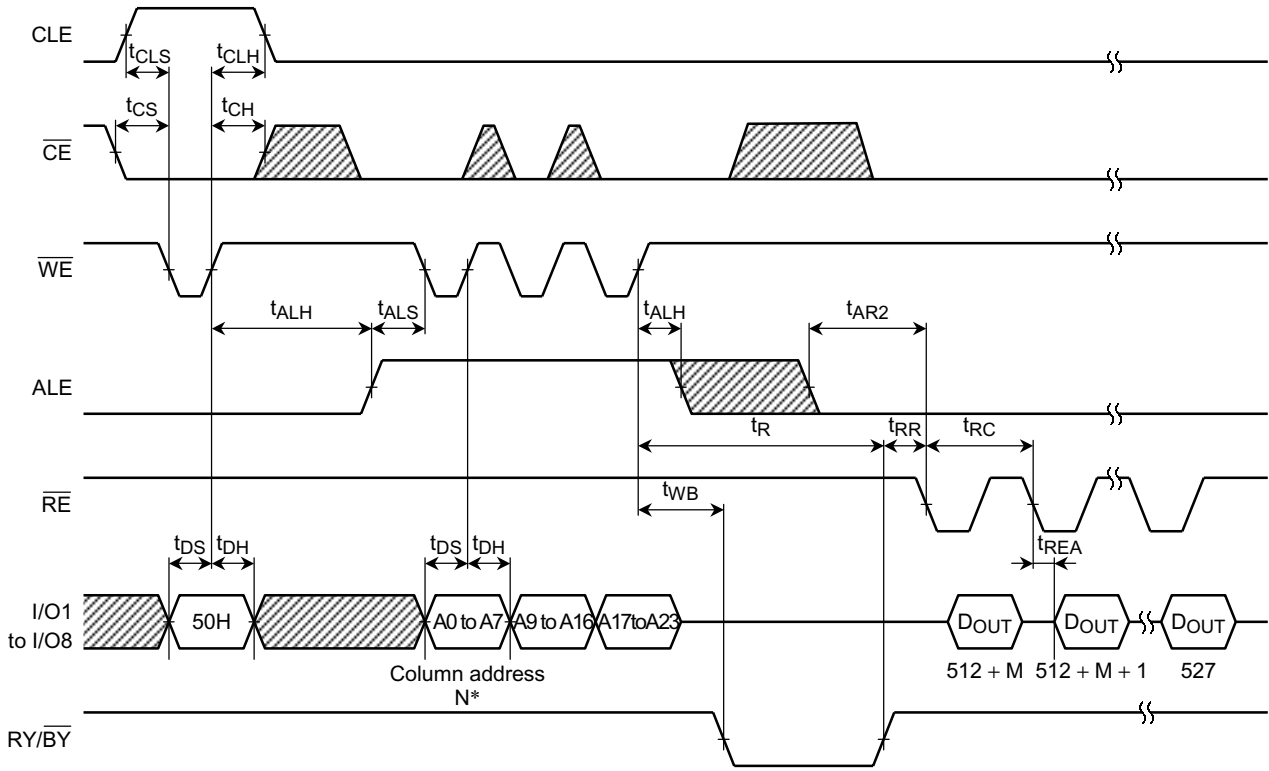 CLE
tCLS tCLH
tCS tCH
CE
WE
tALH tALS tALH tAR2
ALE
tR tRR tRC
RE
tWB
tDS tDH tDS tDH tREA
I/O1
to I/O8
50H A0 to A7 A9 to A16 A17toA23 DOUT DOUT DOUT
Column address
N*
512 + M 512 + M + 1 527
RY/BY